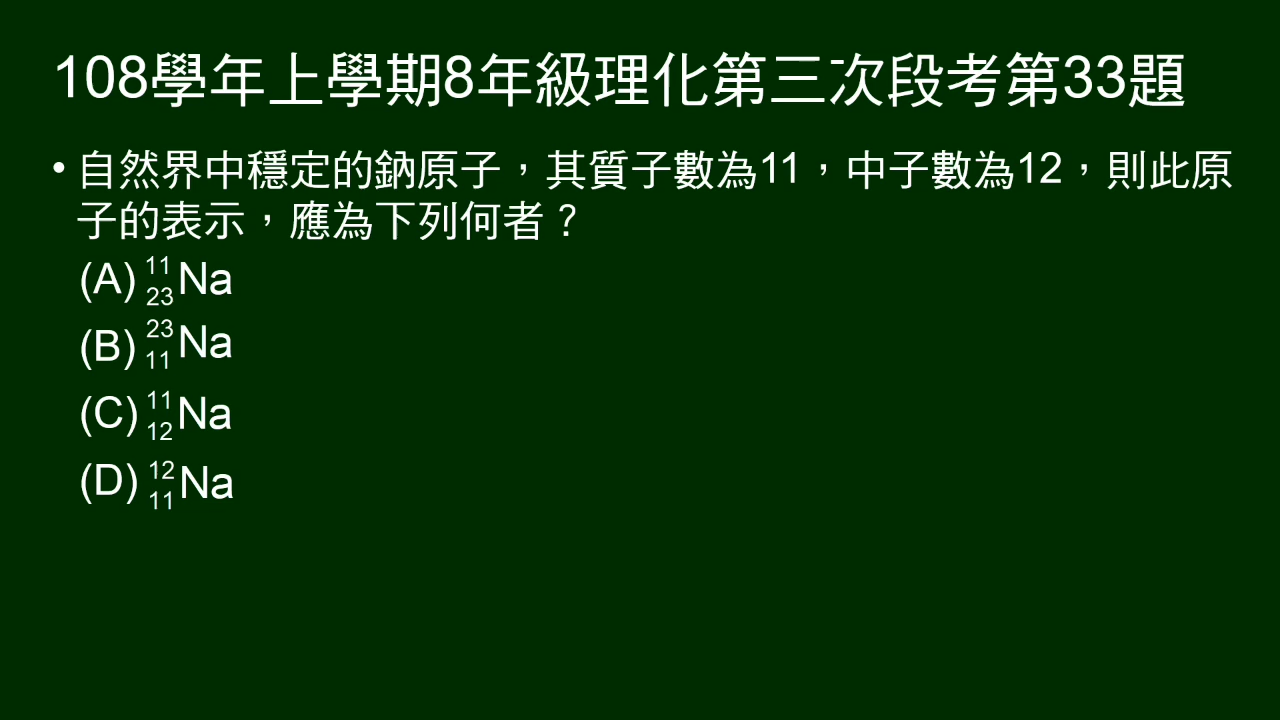 108學年上學期8年級理化第三次段考第33題
• 自然界中穩定的鈉原子，其質子數為11，中子數為12，則此原
子的表示，應為下列何者？
(A) ¹¹₂₃Na
(B) ²³₁₁Na
(C) ¹¹₁₂Na
(D) ¹²₁₁Na